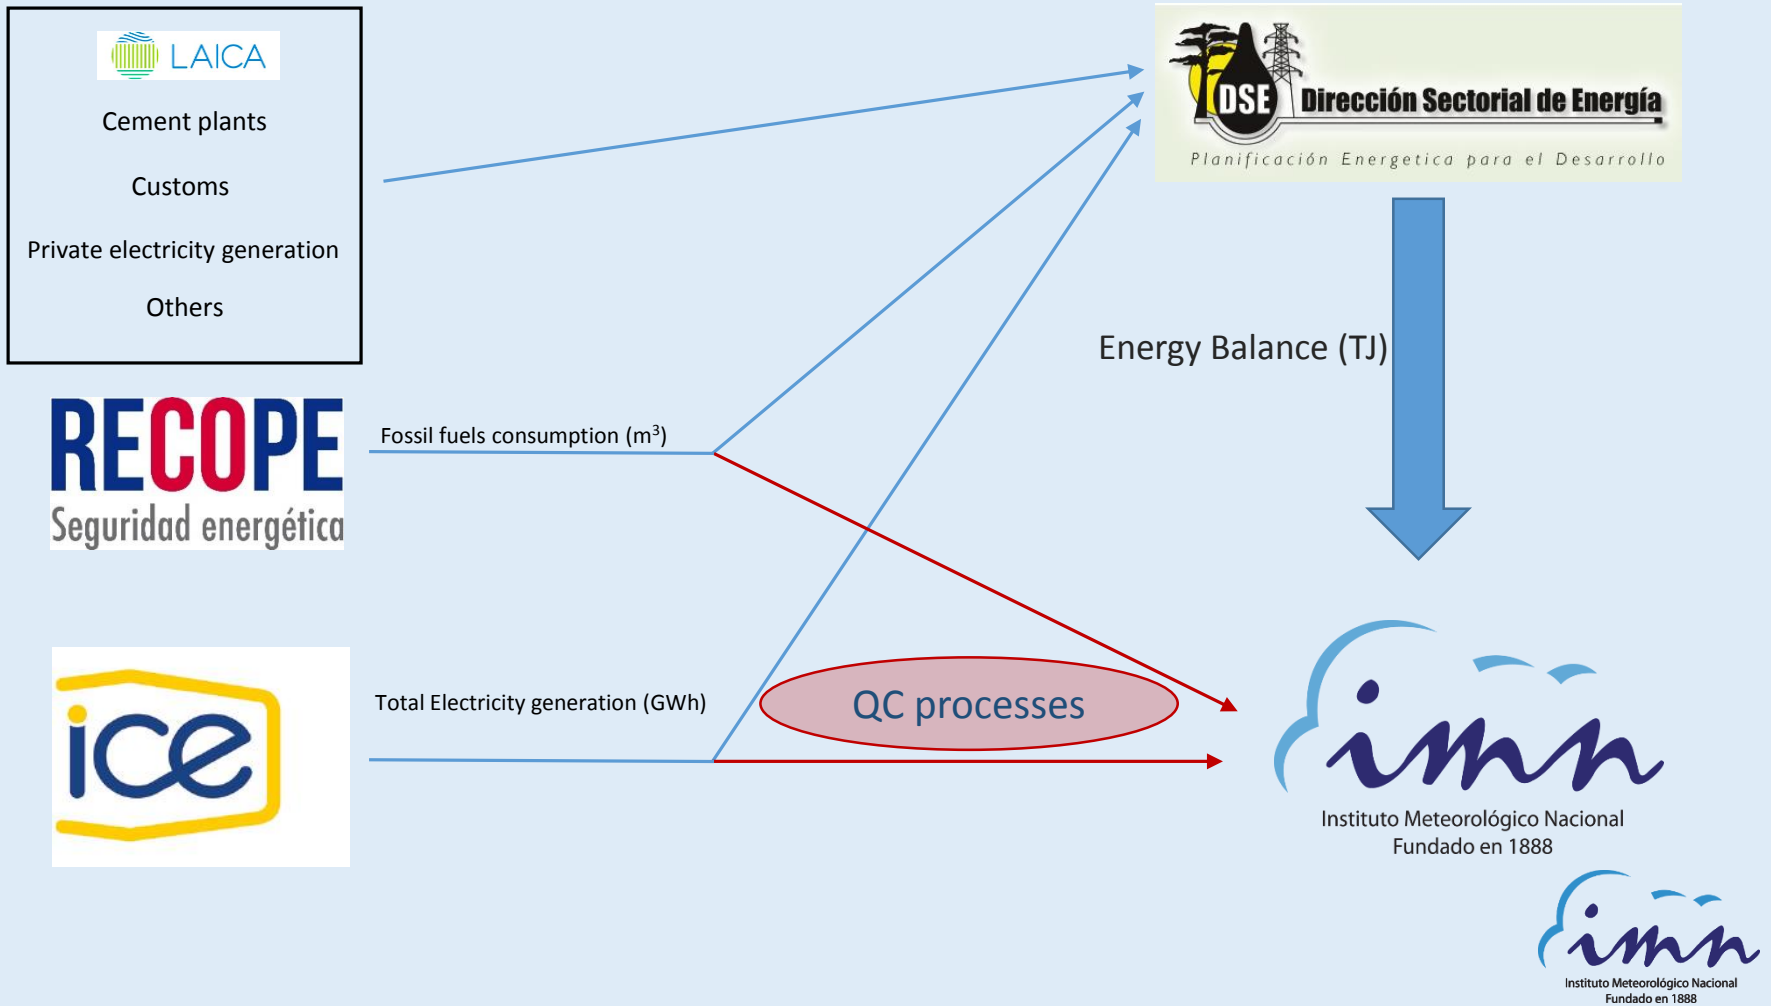 LAICA
Cement plants
Customs
Private electricity generation
Others
DSE
Dirección Sectorial de Energía
Planificación Energetica para el Desarrollo
Energy Balance (TJ)
RECOPE
Seguridad energética
Fossil fuels consumption (m³)
ice
Total Electricity generation (GWh)
QC processes
imn
Instituto Meteorológico Nacional
Fundado en 1888
imn
Instituto Meteorológico Nacional
Fundado en 1888